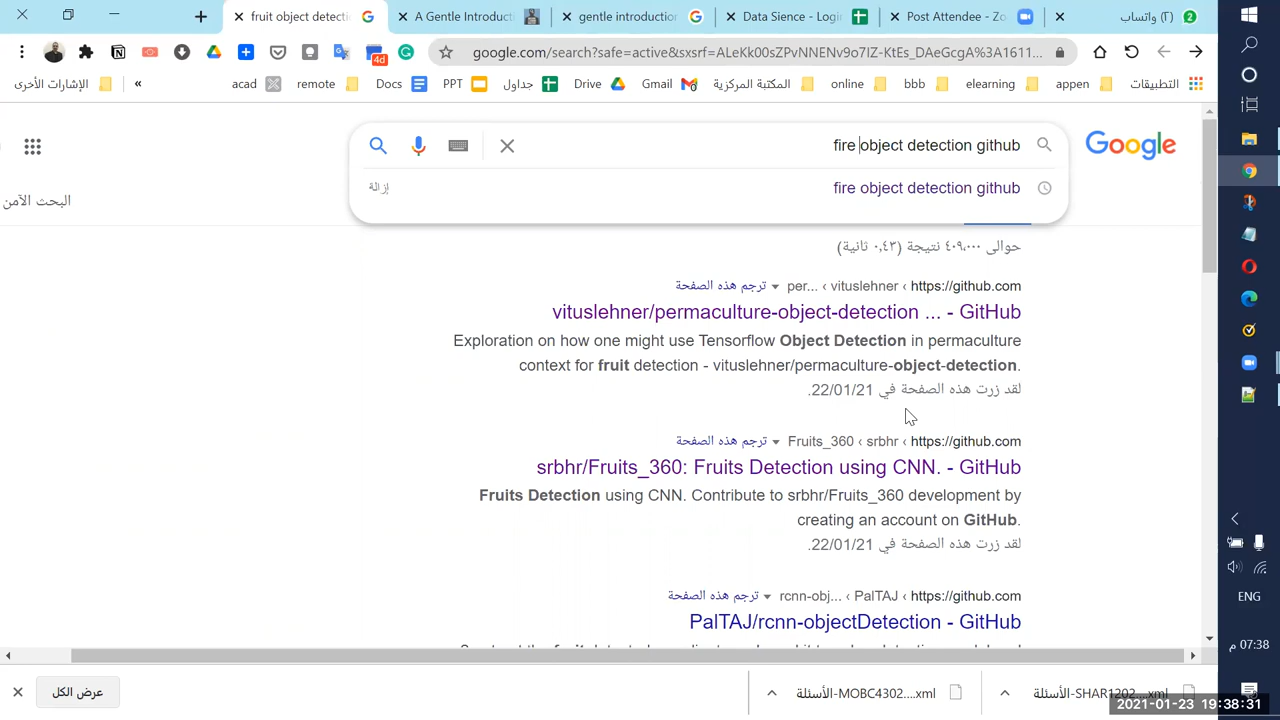 fruit object detecti
A Gentle Introducti
gentle introduction
Data Sience - Login
Post Attendee - Zo
(٢) واتساب
google.com/search?safe=active&sxsrf=ALeKk009SZvPNo7IZ-KtEs_DAeScgA%3A1611...
4d
التطبيقات
appen
elearning
bbb
online
المكتبة المركزية
Gmail
Drive
جداول
PPT
Docs
remote
acad
»
الإشارات الأخرى
fire object detection github
Google
fire object detection github
إزالة
البحث الآمن
حوالى ٤٠٩,٠٠٠ نتيجة (٠,٤٣ ثانية)
https://github.com › vituslehner › per... ترجم هذه الصفحة
vituslehner/permaculture-object-detection ... - GitHub
Exploration on how one might use Tensorflow Object Detection in permaculture
context for fruit detection - vituslehner/permaculture-object-detection.
لقد زرت هذه الصفحة في 22/01/21.
https://github.com › srbhr › Fruits_360 ترجم هذه الصفحة
srbhr/Fruits_360: Fruits Detection using CNN. - GitHub
Fruits Detection using CNN. Contribute to srbhr/Fruits_360 development by
creating an account on GitHub.
لقد زرت هذه الصفحة في 22/01/21.
https://github.com › PalTAJ › rcnn-obj... ترجم هذه الصفحة
PalTAJ/rcnn-objectDetection - GitHub
ENG
07:38 م
الأسئلة-SHAR1202....xml
الأسئلة-MOBC4302....xml
عرض الكل
2021-01-23 19:38:31